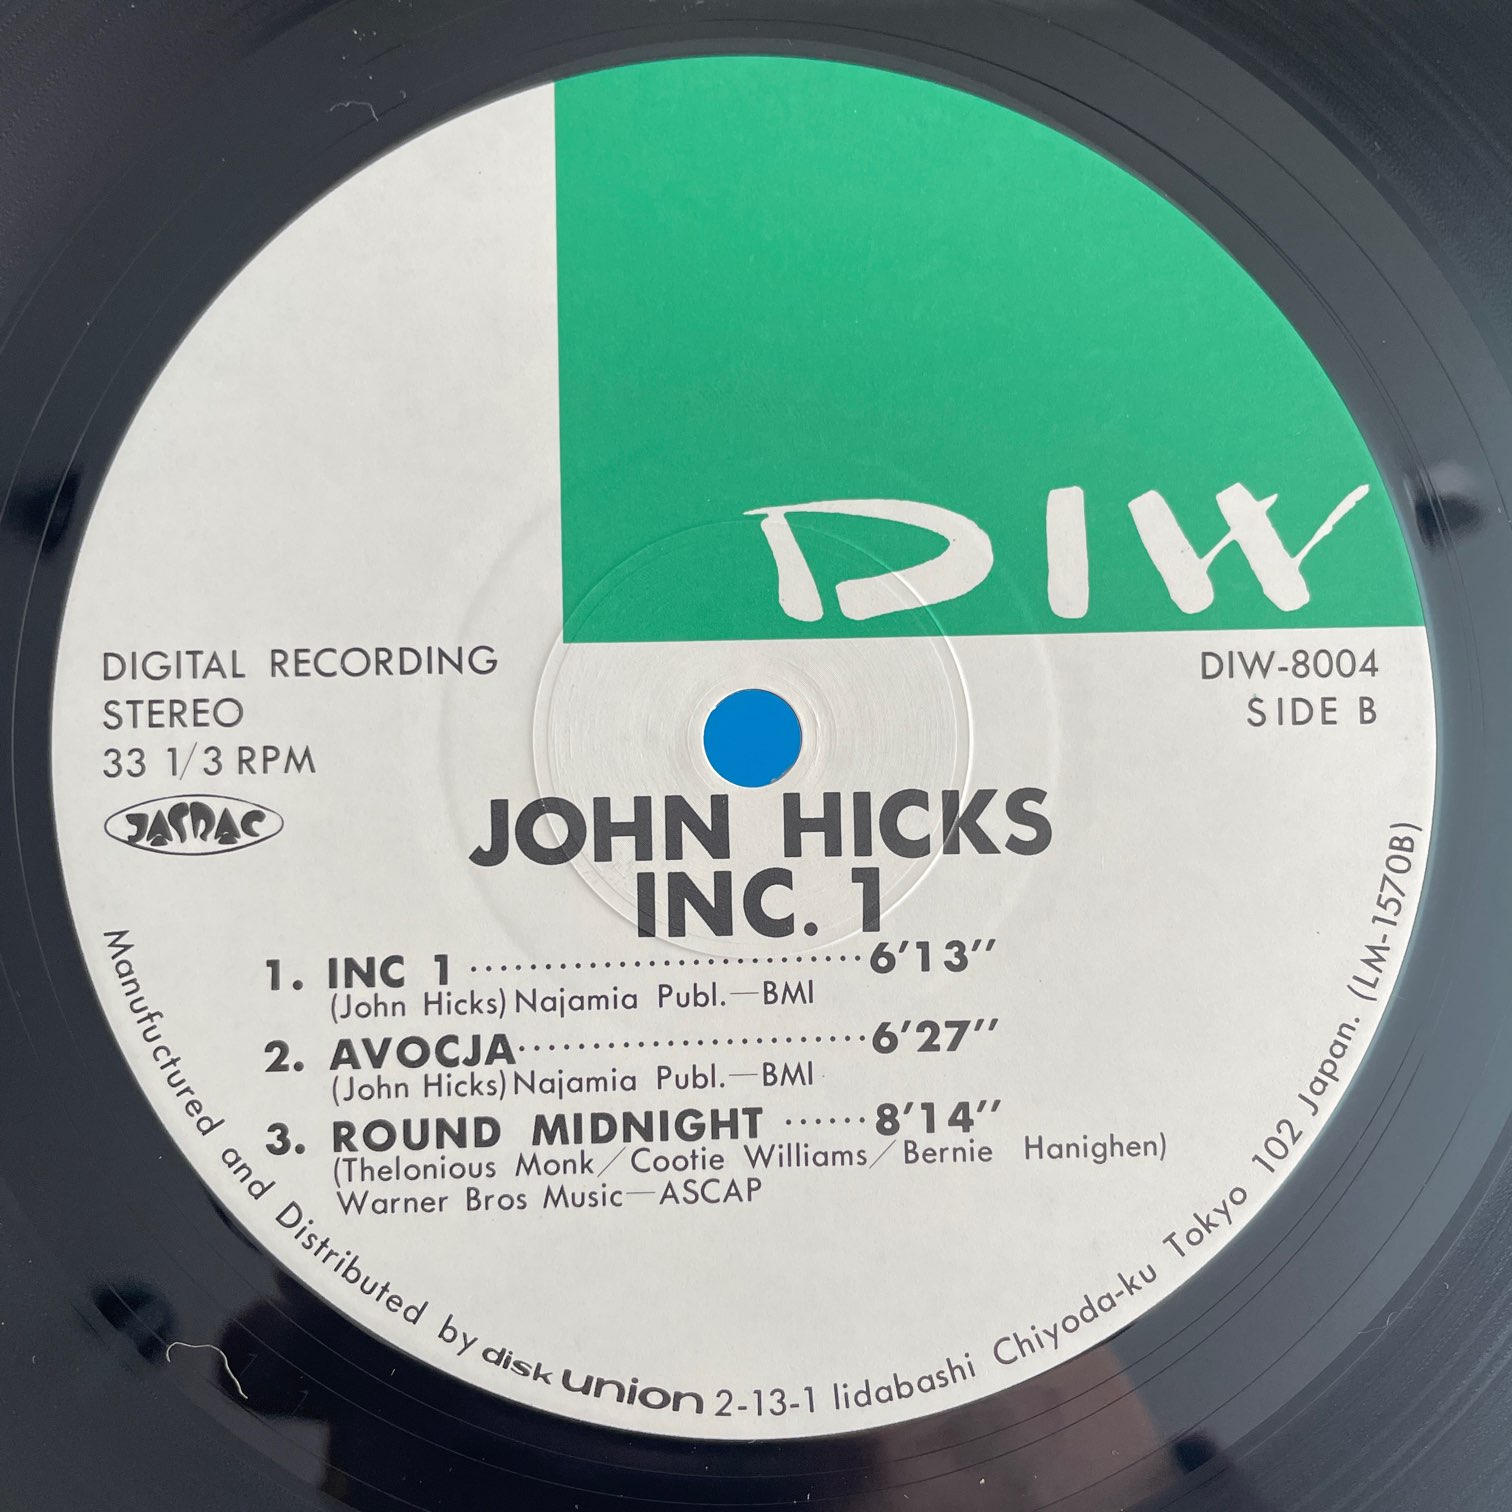 DIW
DIGITAL RECORDING
STEREO
33 1/3 RPM
JASRAC
DIW-8004
SIDE B
JOHN HICKS
INC. 1
1. INC 1 ........................... 6'13''
(John Hicks) Najamia Publ.—BMI
2. AVOCJA ........................ 6'27''
(John Hicks) Najamia Publ.—BMI
3. ROUND MIDNIGHT ...... 8'14''
(Thelonious Monk/Cootie Williams/Bernie Hanighen)
Warner Bros Music—ASCAP
Manufuctured and Distributed by disk union 2-13-1 Iidabashi Chiyoda-ku Tokyo 102 Japan. (LM-1570B)